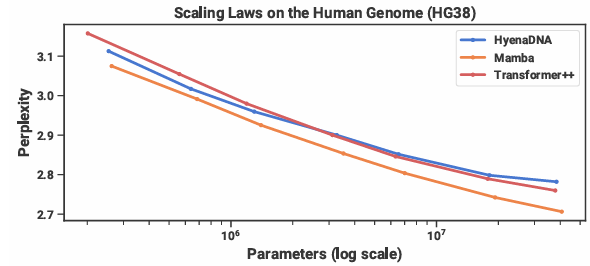 Scaling Laws on the Human Genome (HG38)
HyenaDNA
Mamba
Transformer++
Perplexity
3.1
3.0
2.9
2.8
2.7
10⁶
10⁷
Parameters (log scale)